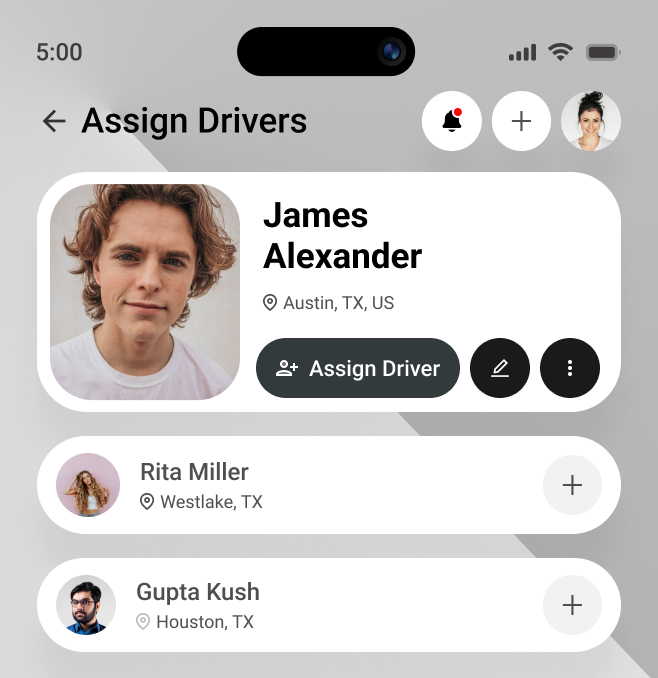 5:00
Assign Drivers
James
Alexander
Austin, TX, US
Assign Driver
Rita Miller
Westlake, TX
Gupta Kush
Houston, TX